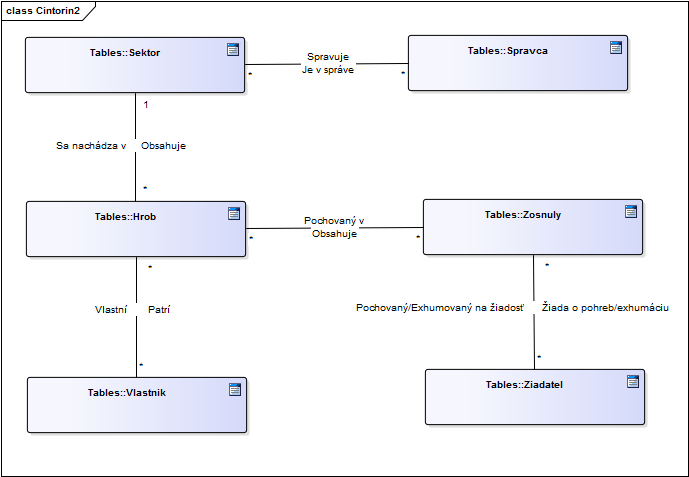 class Cintorin2
Tables::Sektor
Tables::Spravca
Spravuje
Je v správe
*
*
1
Sa nachádza v
Obsahuje
*
Tables::Hrob
Tables::Zosnuly
Pochovaný v
Obsahuje
*
*
*
*
Vlastní
Patrí
Pochovaný/Exhumovaný na žiadosť
Žiada o pohreb/exhumáciu
*
*
Tables::Vlastnik
Tables::Ziadatel